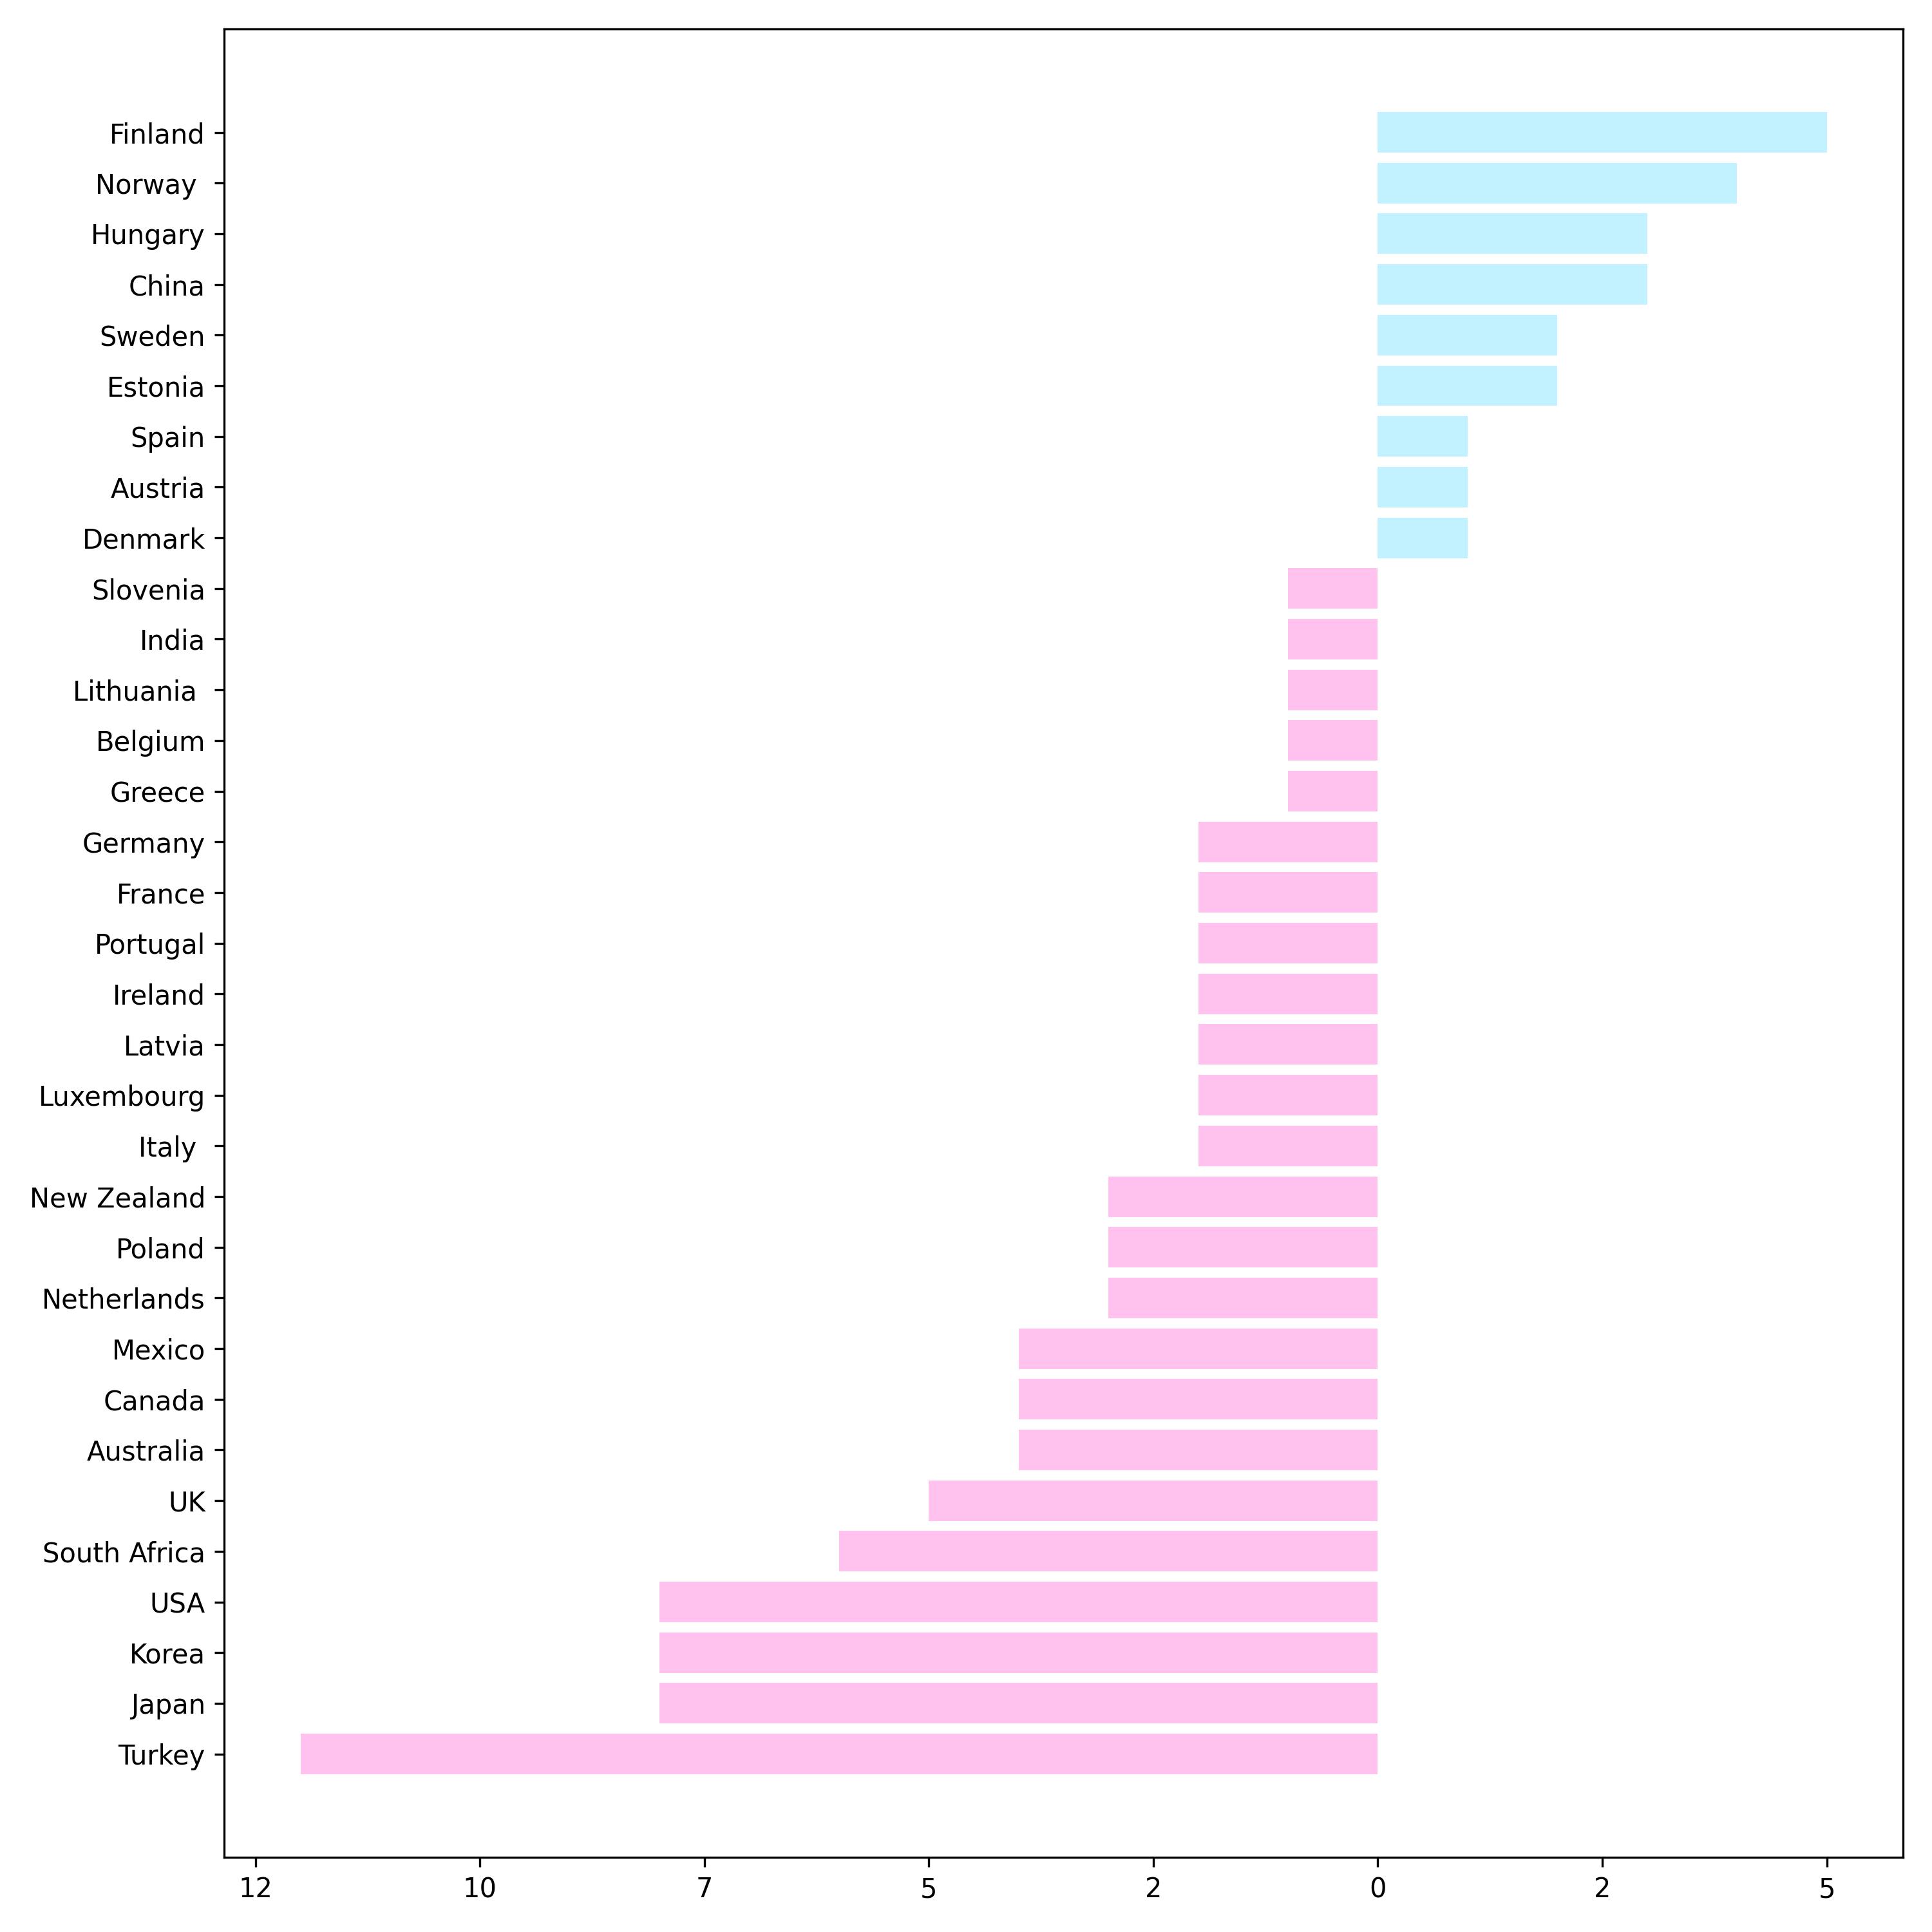 Finland
Norway
Hungary
China
Sweden
Estonia
Spain
Austria
Denmark
Slovenia
India
Lithuania
Belgium
Greece
Germany
France
Portugal
Ireland
Latvia
Luxembourg
Italy
New Zealand
Poland
Netherlands
Mexico
Canada
Australia
UK
South Africa
USA
Korea
Japan
Turkey
12 10 7 5 2 0 2 5